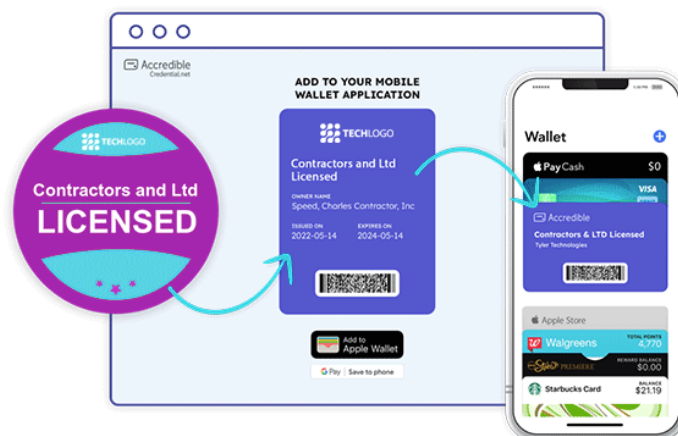 Accredible
Credential.net
TECHLOGO
Contractors and Ltd
LICENSED
ADD TO YOUR MOBILE
WALLET APPLICATION
TECHLOGO
Contractors and Ltd
Licensed
OWNER NAME
Speed, Charles Contractor, Inc
ISSUED ON EXPIRES ON
2022-05-14 2024-05-14
Add to
Apple Wallet
G Pay | Save to phone
Wallet
Pay Cash $0
VISA
Accredible
Contractors & LTD Licensed
Tyler Technologies
Apple Store
Walgreens
TOTAL POINTS
4,770
PREMIERE
REWARD BALANCE
$0.00
Starbucks Card
BALANCE
$21.19